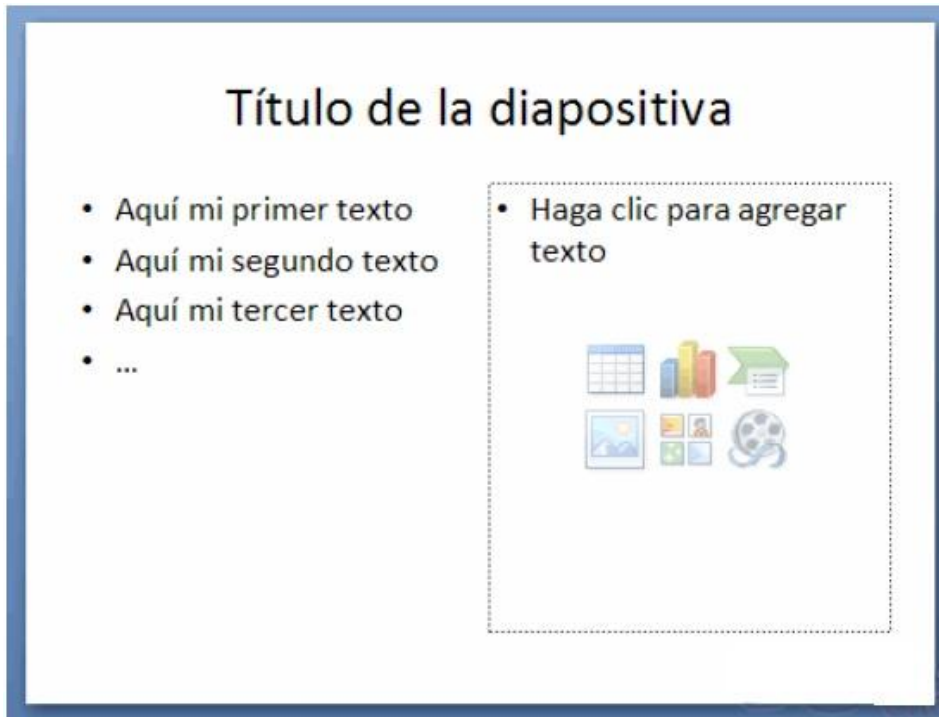 Título de la diapositiva
• Aquí mi primer texto
• Aquí mi segundo texto
• Aquí mi tercer texto
• ...
• Haga clic para agregar
texto